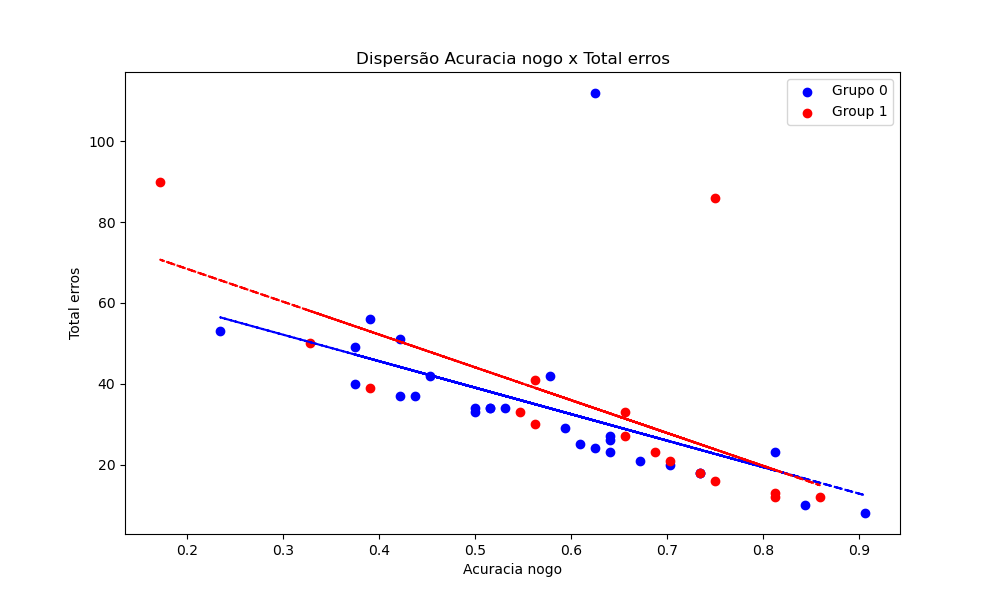 Dispersão Acuracia nogo x Total erros
Grupo 0
Group 1
Total erros
100
80
60
40
20
0.2 0.3 0.4 0.5 0.6 0.7 0.8 0.9
Acuracia nogo